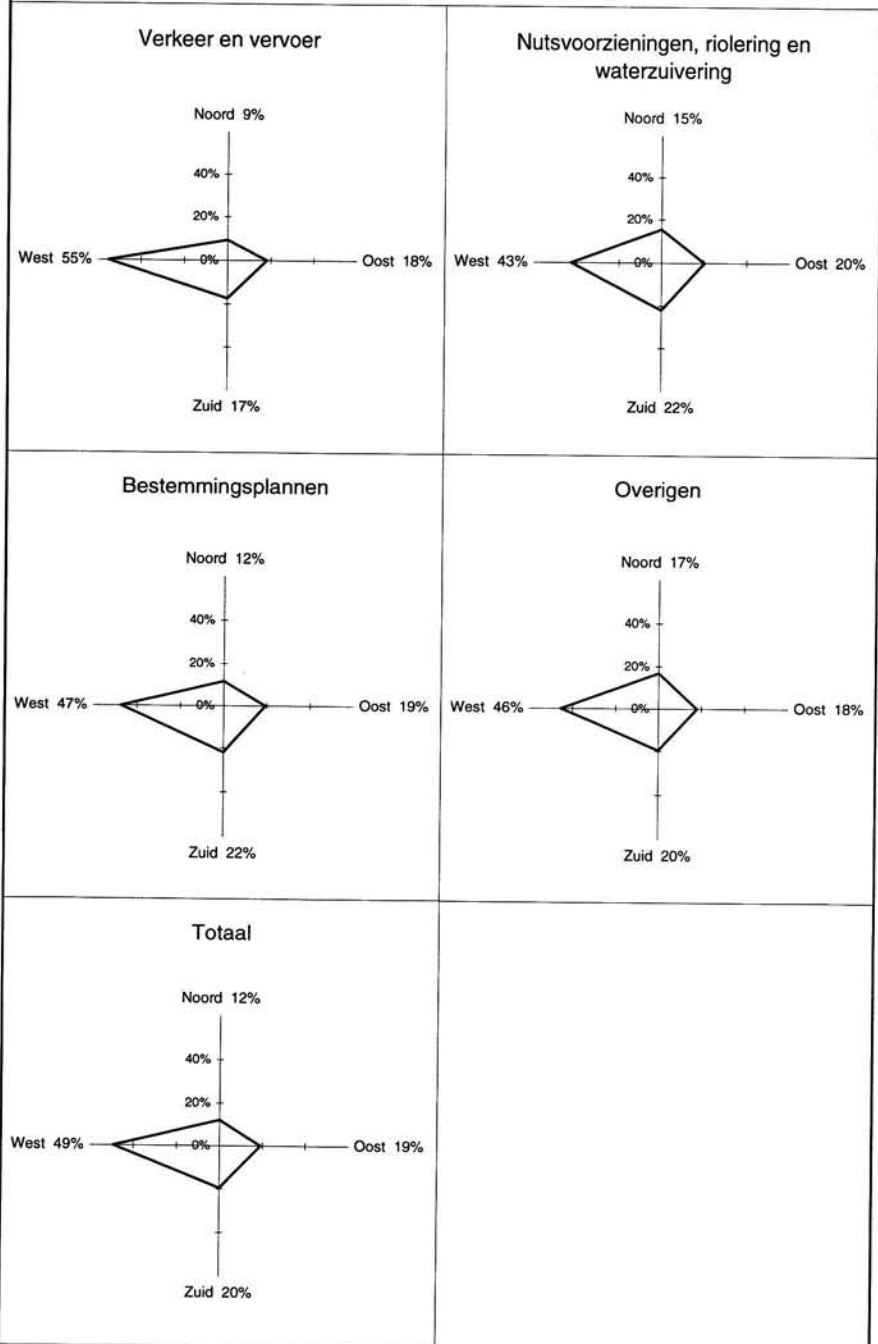 Verkeer en vervoer
Noord 9%
40%
20%
West 55%
0%
Oost 18%
Zuid 17%
Nutsvoorzieningen, riolering en
waterzuivering
Noord 15%
40%
20%
West 43%
0%
Oost 20%
Zuid 22%
Bestemmingsplannen
Noord 12%
40%
20%
West 47%
0%
Oost 19%
Zuid 22%
Overigen
Noord 17%
40%
20%
West 46%
0%
Oost 18%
Zuid 20%
Totaal
Noord 12%
40%
20%
West 49%
0%
Oost 19%
Zuid 20%